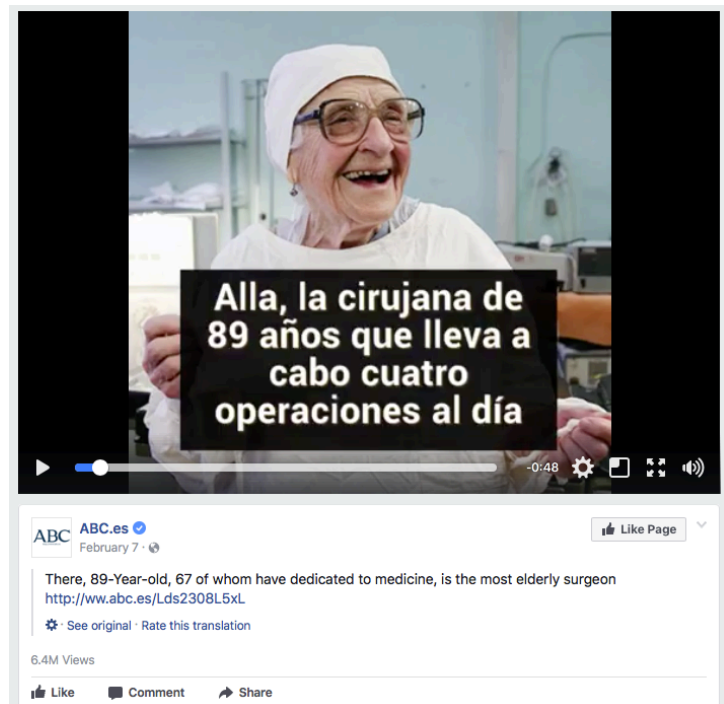 Alla, la cirujana de
89 años que lleva a
cabo cuatro
operaciones al día
-0:48
ABC
ABC.es
Like Page
February 7 ·
There, 89-Year-old, 67 of whom have dedicated to medicine, is the most elderly surgeon
http://ww.abc.es/Lds2308L5xL
· See original · Rate this translation
6.4M Views
Like Comment Share